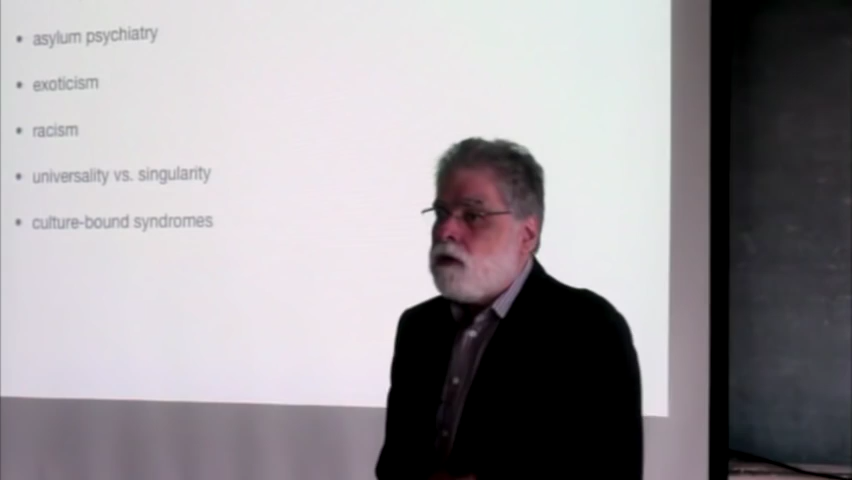 • asylum psychiatry
• exoticism
• racism
• universality vs. singularity
• culture-bound syndromes